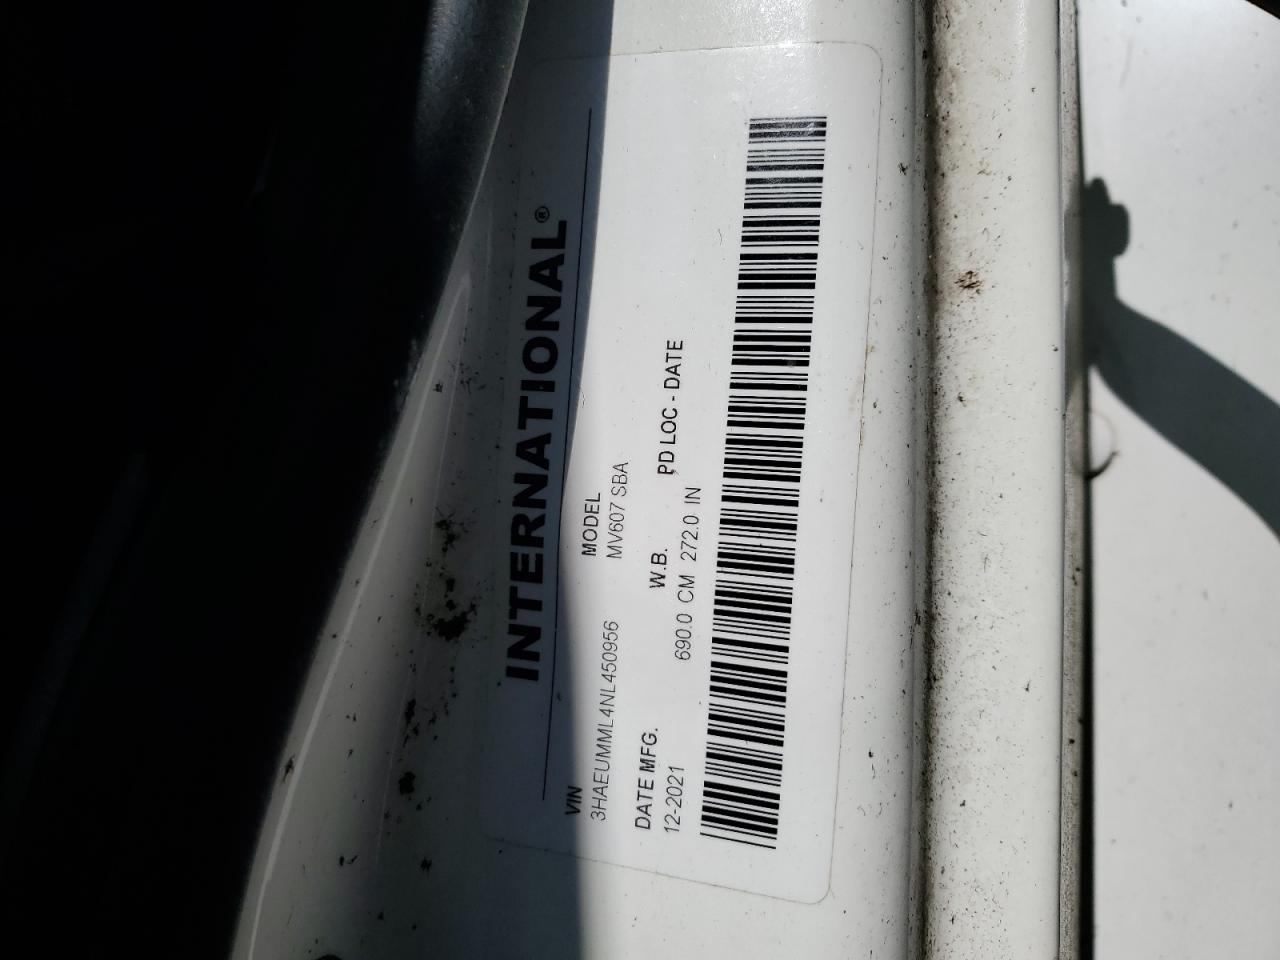 INTERNATIONAL®
VIN MODEL
3HAEUMML4NL450956 MV607 SBA
DATE MFG. W.B. PD LOC - DATE
12-2021 690.0 CM 272.0 IN